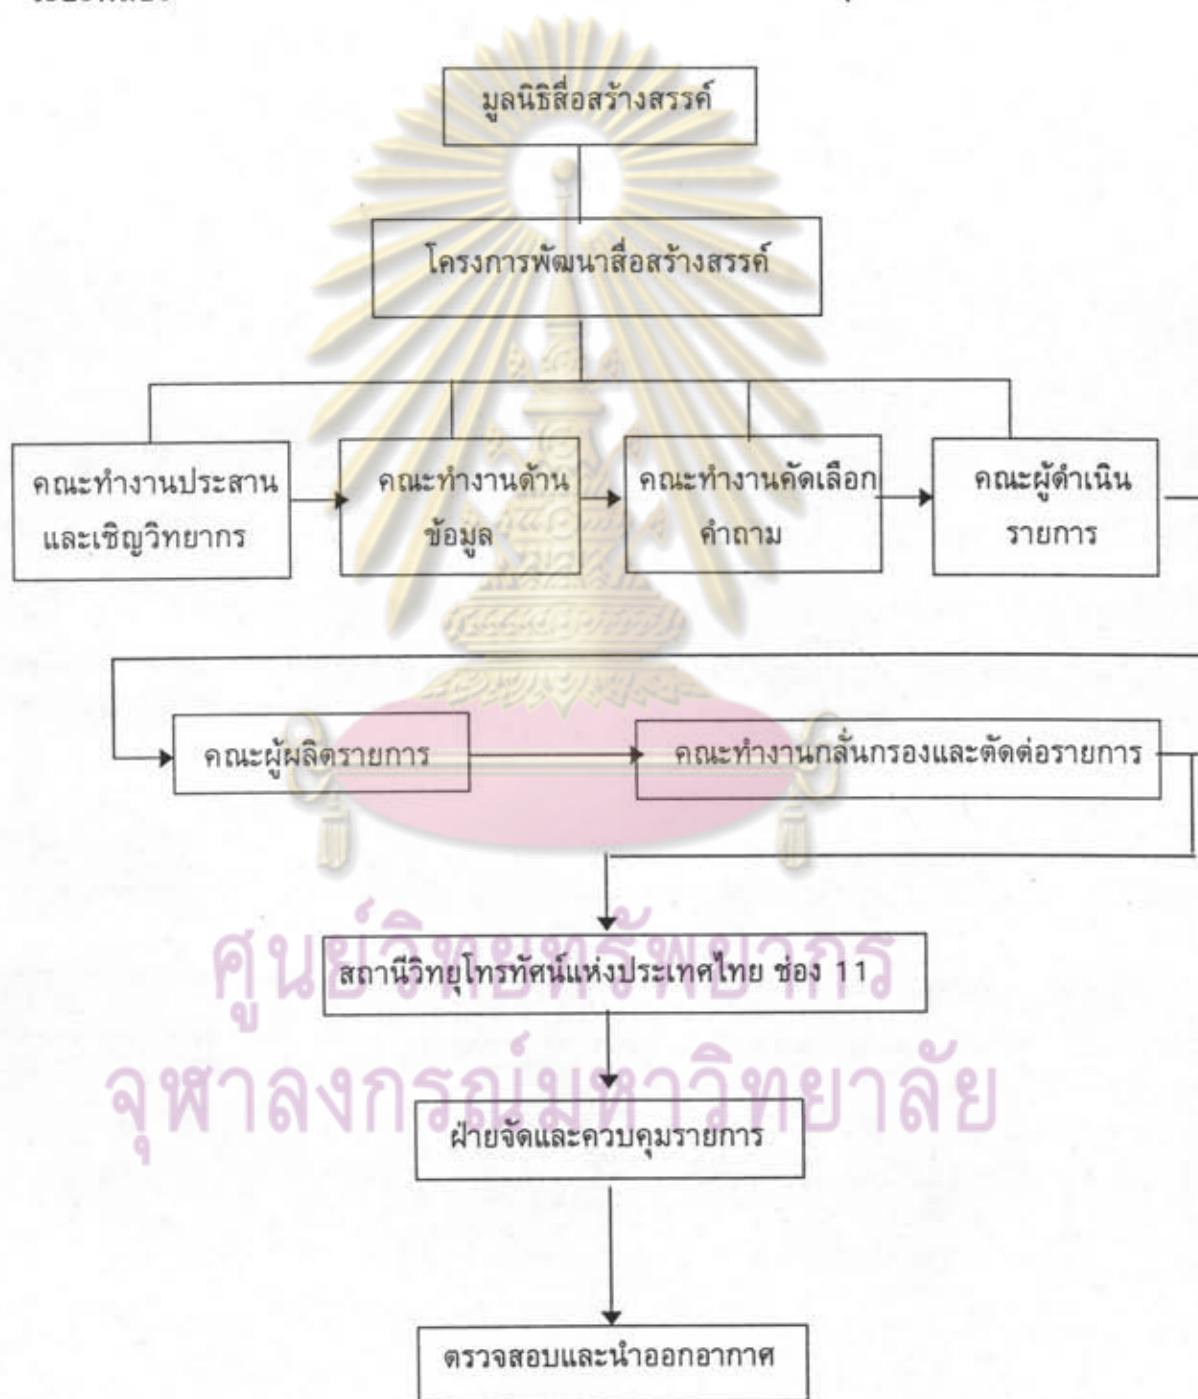 มูลนิธิสื่อสร้างสรรค์
โครงการพัฒนาสื่อสร้างสรรค์
คณะทำงานประสาน
และเชิญวิทยากร
คณะทำงานด้าน
ข้อมูล
คณะทำงานคัดเลือก
คำถาม
คณะผู้ดำเนิน
รายการ
คณะผู้ผลิตรายการ
คณะทำงานกลั่นกรองและตัดต่อรายการ
ศูนย์วิทยทรัพยากร
สถานีวิทยุโทรทัศน์แห่งประเทศไทย ช่อง 11
จุฬาลงกรณ์มหาวิทยาลัย
ฝ่ายจัดและควบคุมรายการ
ตรวจสอบและนำออกอากาศ